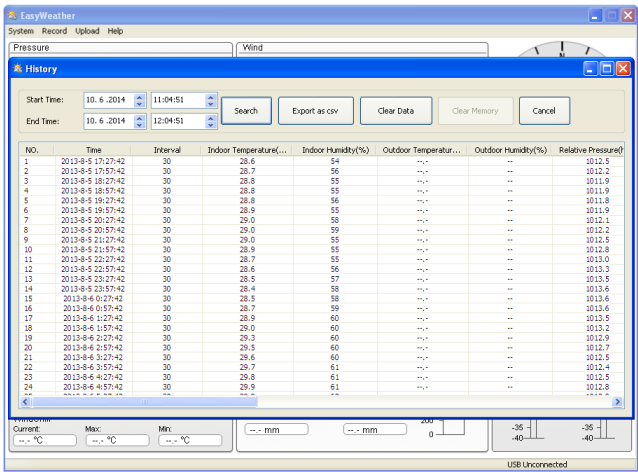 EasyWeather
System Record Upload Help
Pressure Wind
N
History
Start Time: 10. 6 .2014 11:04:51
End Time: 10. 6 .2014 12:04:51
Search Export as csv Clear Data Clear Memory Cancel
NO. Time Interval Indoor Temperature(... Indoor Humidity(%) Outdoor Temperatur... Outdoor Humidity(%) Relative Pressure(h
1 2013-8-5 17:27:42 30 28.6 54 --.- -- 1012.5
2 2013-8-5 17:57:42 30 28.7 56 --.- -- 1011.9
3 2013-8-5 18:27:42 30 28.8 55 --.- -- 1011.9
4 2013-8-5 18:57:42 30 28.8 55 --.- -- 1011.9
5 2013-8-5 19:27:42 30 28.8 56 --.- -- 1011.8
6 2013-8-5 19:57:42 30 28.9 55 --.- -- 1011.9
7 2013-8-5 20:27:42 30 29.0 58 --.- -- 1012.1
8 2013-8-5 20:57:42 30 29.0 59 --.- -- 1012.2
9 2013-8-5 21:27:42 30 29.0 55 --.- -- 1012.5
10 2013-8-5 21:57:42 30 28.9 55 --.- -- 1012.8
11 2013-8-5 22:27:42 30 28.7 55 --.- -- 1013.0
12 2013-8-5 22:57:42 30 28.6 56 --.- -- 1013.3
13 2013-8-5 23:27:42 30 28.5 57 --.- -- 1013.5
14 2013-8-5 23:57:42 30 28.4 58 --.- -- 1013.6
15 2013-8-6 0:27:42 30 28.5 58 --.- -- 1013.6
16 2013-8-6 0:57:42 30 28.7 59 --.- -- 1013.6
17 2013-8-6 1:27:42 30 28.9 60 --.- -- 1013.5
18 2013-8-6 1:57:42 30 29.0 60 --.- -- 1013.2
19 2013-8-6 2:27:42 30 29.3 60 --.- -- 1012.9
20 2013-8-6 2:57:42 30 29.5 60 --.- -- 1012.7
21 2013-8-6 3:27:42 30 29.6 60 --.- -- 1012.5
22 2013-8-6 3:57:42 30 29.7 61 --.- -- 1012.4
23 2013-8-6 4:27:42 30 29.8 61 --.- -- 1012.5
24 2013-8-6 4:57:42 30 29.9 61 --.- -- 1012.8
Current: Max: Min:
--.- °C --.- °C --.- °C --.- mm --.- mm 0 -35 -35
-40 -40
USB Unconnected